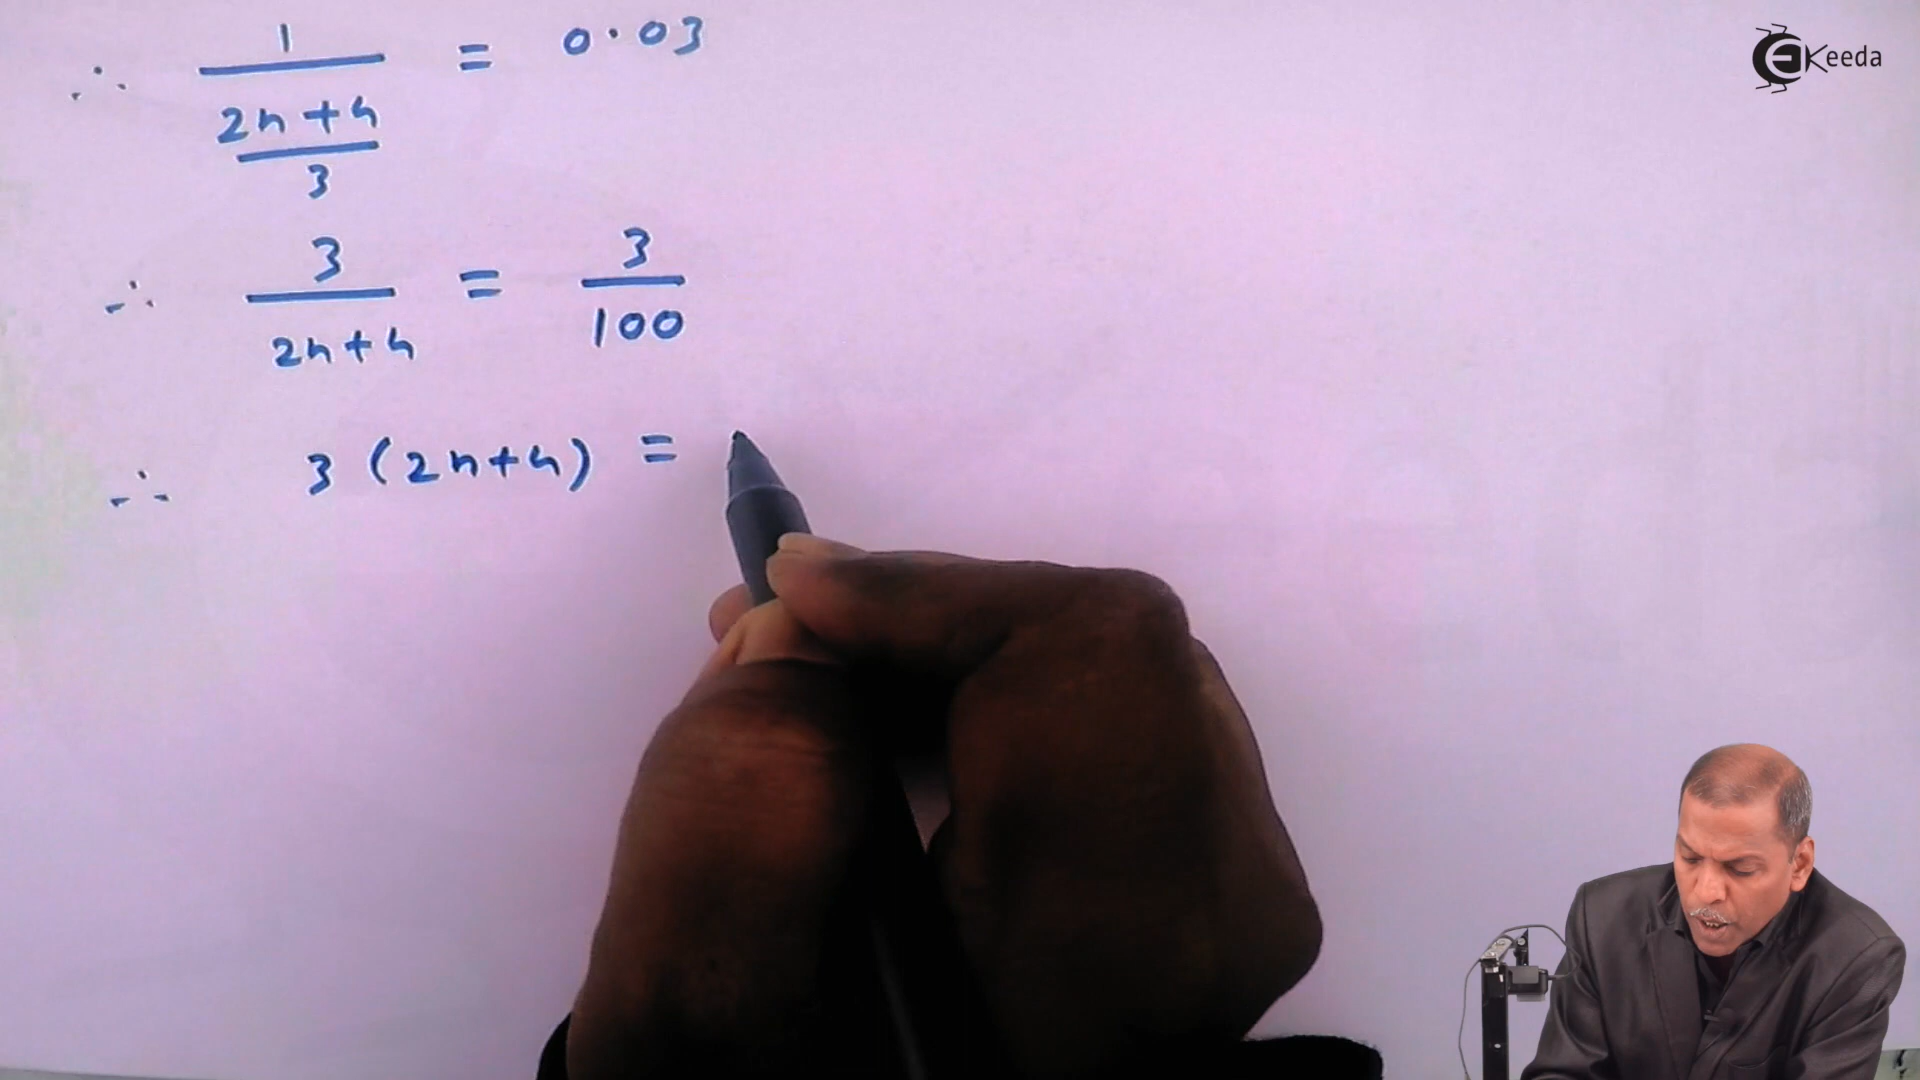 ∴ 1 / ((2n+4) / 3) = 0.03
∴ 3 / (2n+4) = 3 / 100
∴ 3 (2n+4) =
eKeeda